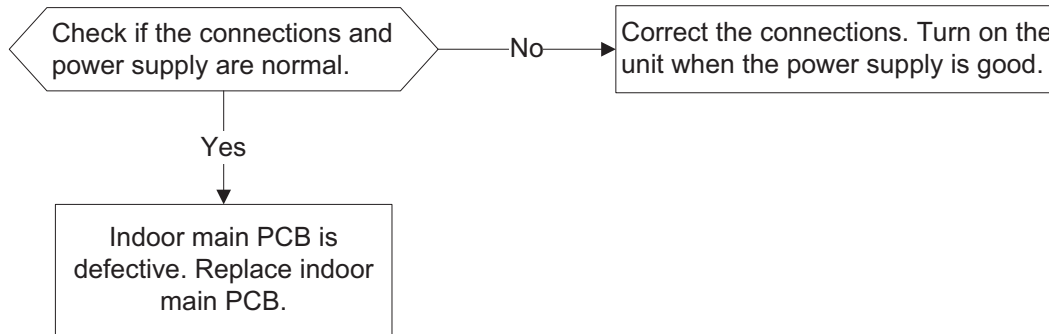 Check if the connections and
power supply are normal.
No
Correct the connections. Turn on the
unit when the power supply is good.
Yes
Indoor main PCB is
defective. Replace indoor
main PCB.